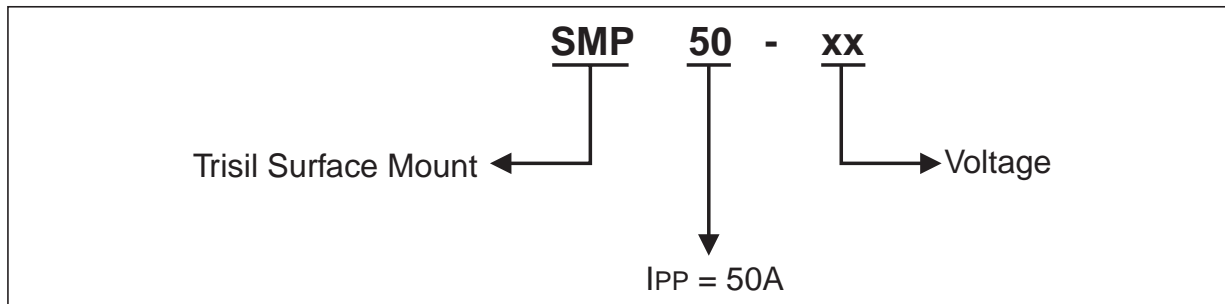 SMP 50 - xx
Trisil Surface Mount
Voltage
IPP = 50A